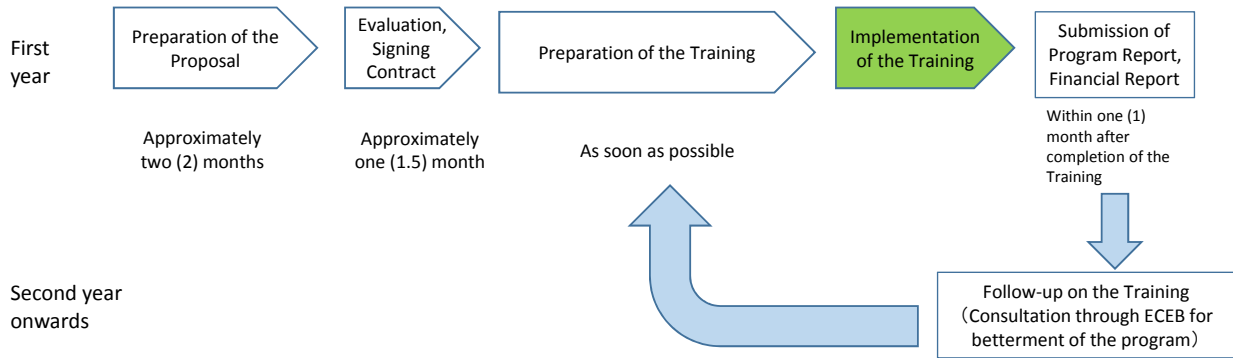 First
year
Preparation of the
Proposal
Evaluation,
Signing
Contract
Preparation of the Training
Implementation
of the Training
Submission of
Program Report,
Financial Report
Approximately
two (2) months
Approximately
one (1.5) month
As soon as possible
Within one (1)
month after
completion of the
Training
Second year
onwards
Follow-up on the Training
（Consultation through ECEB for
betterment of the program）